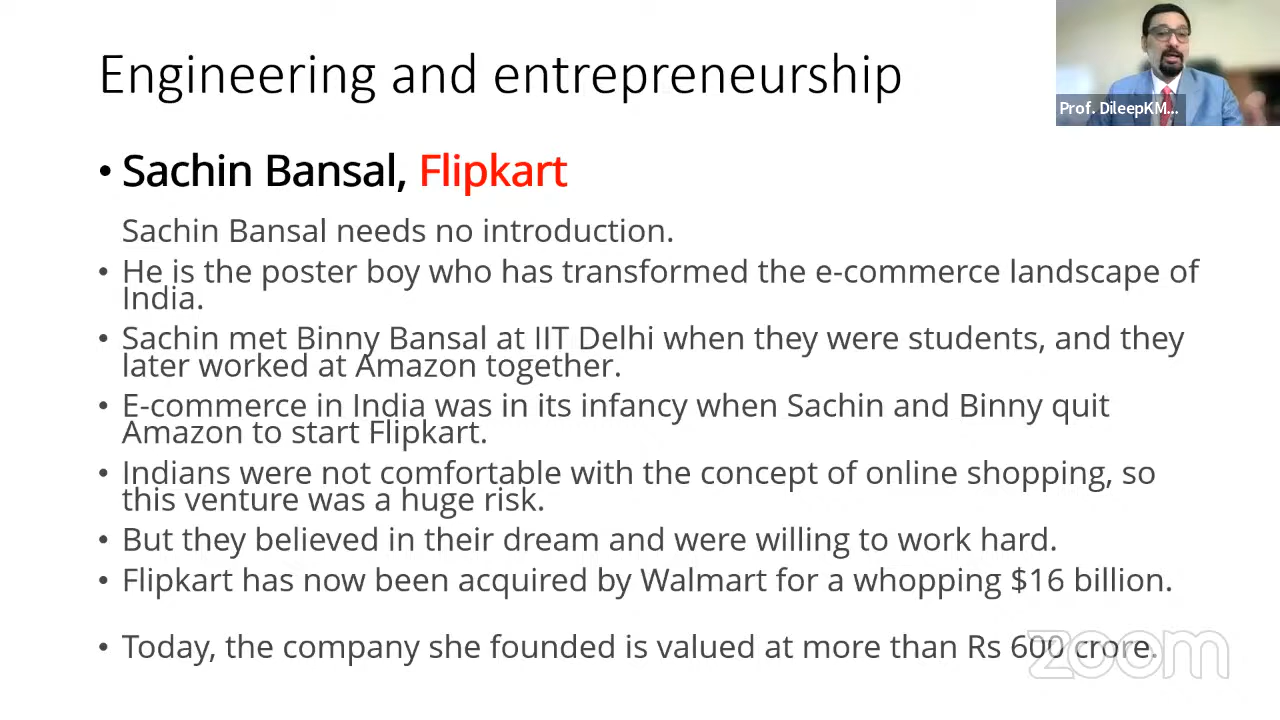 Engineering and entrepreneurship
Prof. DileepKM...
• Sachin Bansal, Flipkart
Sachin Bansal needs no introduction.
• He is the poster boy who has transformed the e-commerce landscape of
India.
• Sachin met Binny Bansal at IIT Delhi when they were students, and they
later worked at Amazon together.
• E-commerce in India was in its infancy when Sachin and Binny quit
Amazon to start Flipkart.
• Indians were not comfortable with the concept of online shopping, so
this venture was a huge risk.
• But they believed in their dream and were willing to work hard.
• Flipkart has now been acquired by Walmart for a whopping $16 billion.
• Today, the company she founded is valued at more than Rs 600 crore.
zoom